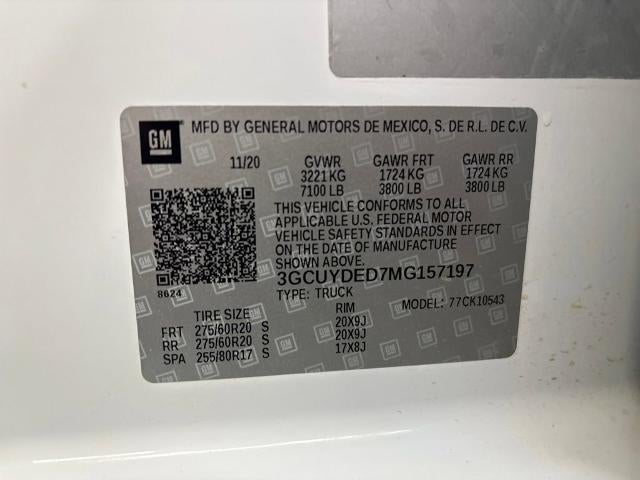 GM MFD BY GENERAL MOTORS DE MEXICO, S. DE R.L. DE C.V.
11/20 GVWR GAWR FRT GAWR RR
3221 KG 1724 KG 1724 KG
7100 LB 3800 LB 3800 LB
THIS VEHICLE CONFORMS TO ALL
APPLICABLE U.S. FEDERAL MOTOR
VEHICLE SAFETY STANDARDS IN EFFECT
ON THE DATE OF MANUFACTURE
SHOWN ABOVE.
3GCUYDED7MG157197
8624 TYPE: TRUCK MODEL: 77CK10543
TIRE SIZE RIM
FRT 275/60R20 S 20X9J
RR 275/60R20 S 20X9J
SPA 255/80R17 S 17X8J